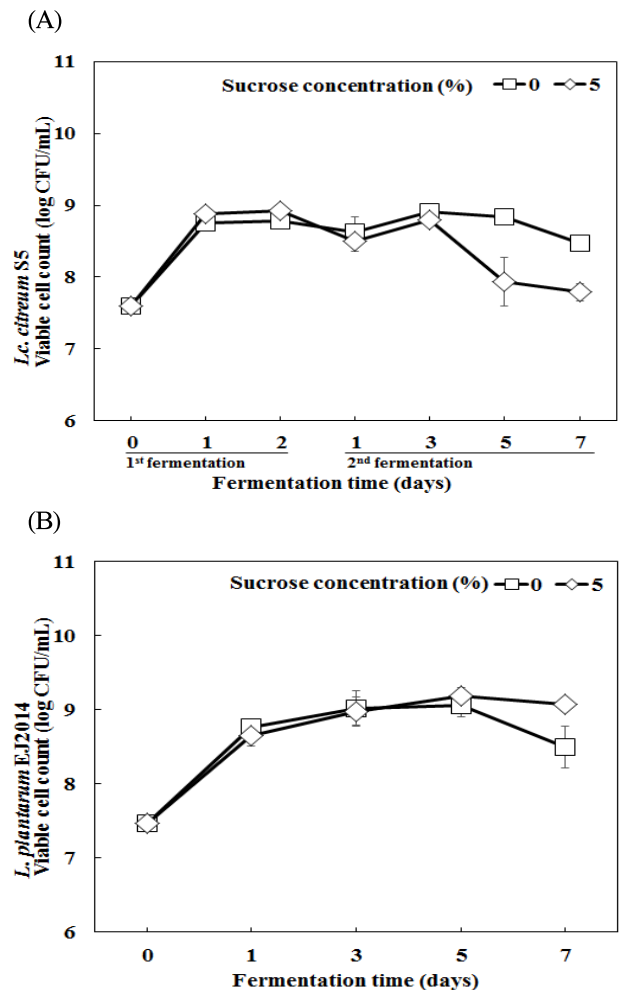 (A)
Sucrose concentration (%) 0 5
11
10
9
8
7
6
Lc. citreum S5
Viable cell count (log CFU/mL)
0 1 2 1 3 5 7
1st fermentation 2nd fermentation
Fermentation time (days)
(B)
Sucrose concentration (%) 0 5
11
10
9
8
7
6
L. plantarum EJ2014
Viable cell count (log CFU/mL)
0 1 3 5 7
Fermentation time (days)